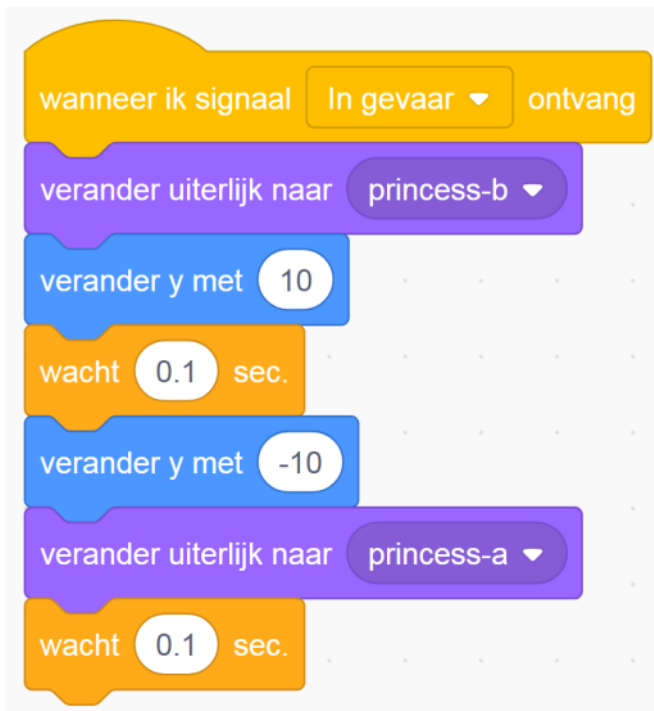 wanneer ik signaal In gevaar ontvang
verander uiterlijk naar princess-b
verander y met 10
wacht 0.1 sec.
verander y met -10
verander uiterlijk naar princess-a
wacht 0.1 sec.